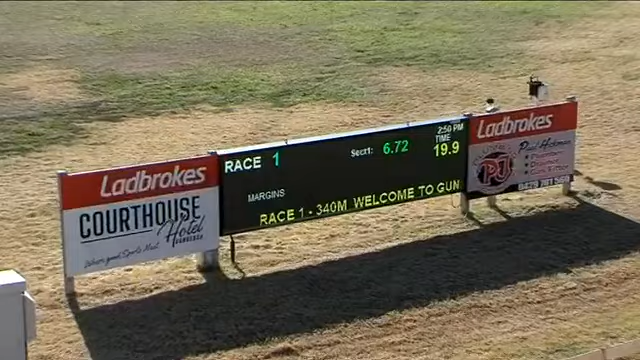 Ladbrokes
COURTHOUSE
Hotel
RACE 1
Sect1: 6.72
2:50 PM
TIME
19.9
MARGINS
RACE 1 - 340M WELCOME TO GUN
Ladbrokes
PJ